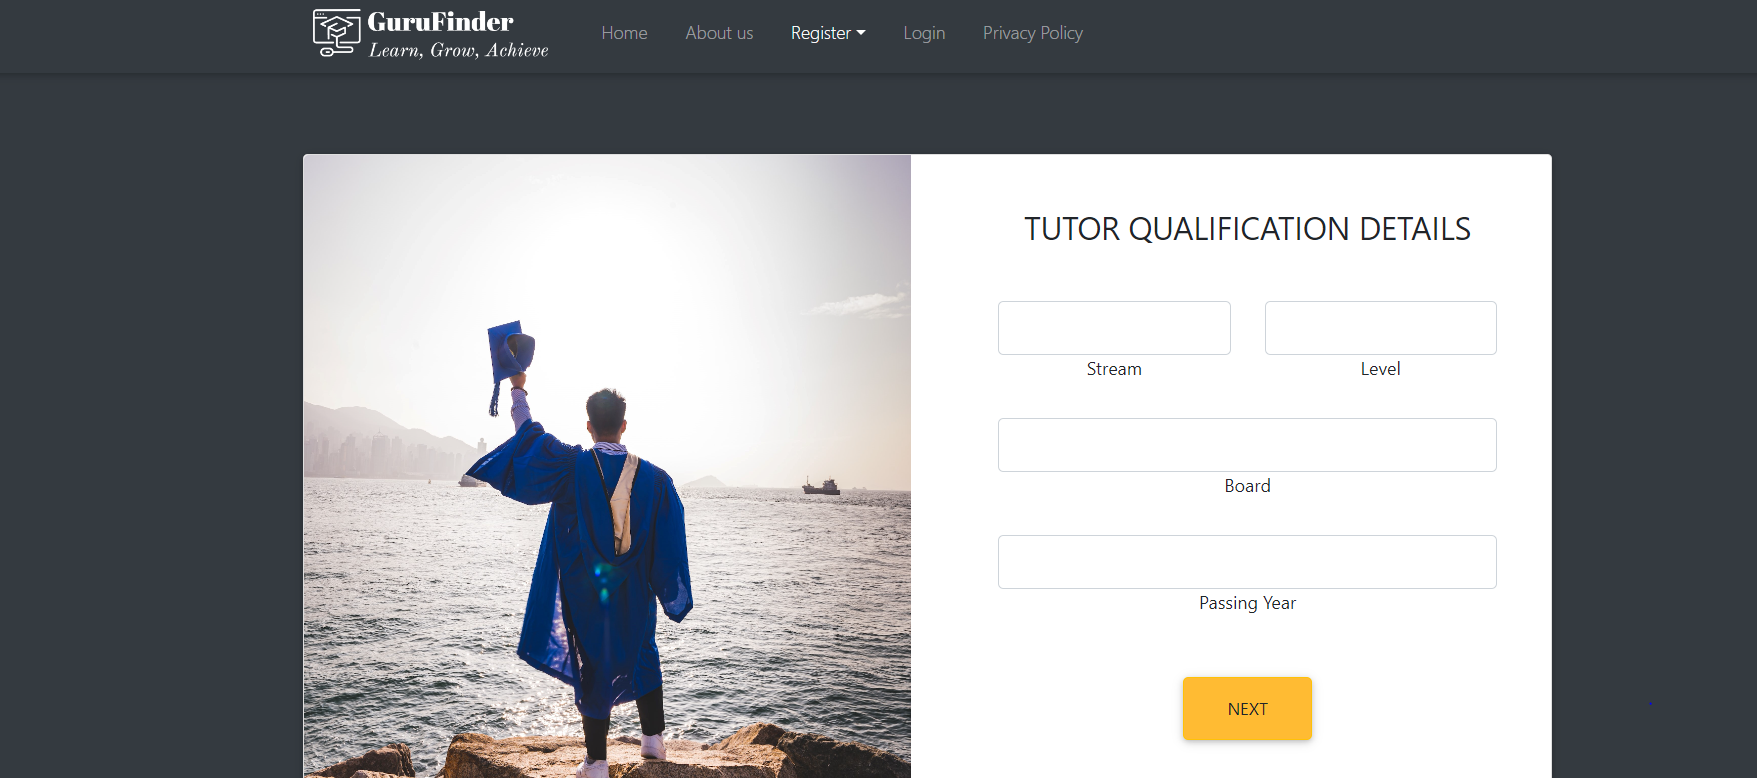 GuruFinder
Learn, Grow, Achieve
Home About us Register Login Privacy Policy
TUTOR QUALIFICATION DETAILS
Stream Level
Board
Passing Year
NEXT